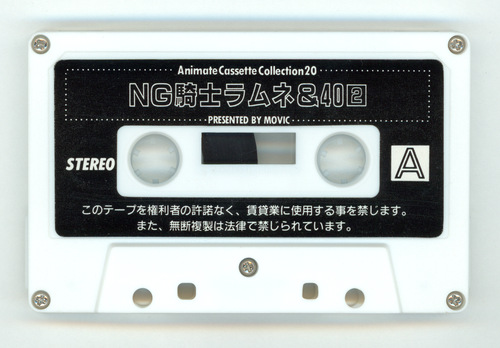 Animate Cassette Collection 20
NG騎士ラムネ&40 2
PRESENTED BY MOVIC
STEREO
A
このテープを権利者の許諾なく、賃貸業に使用する事を禁じます。
また、無断複製は法律で禁じられています。